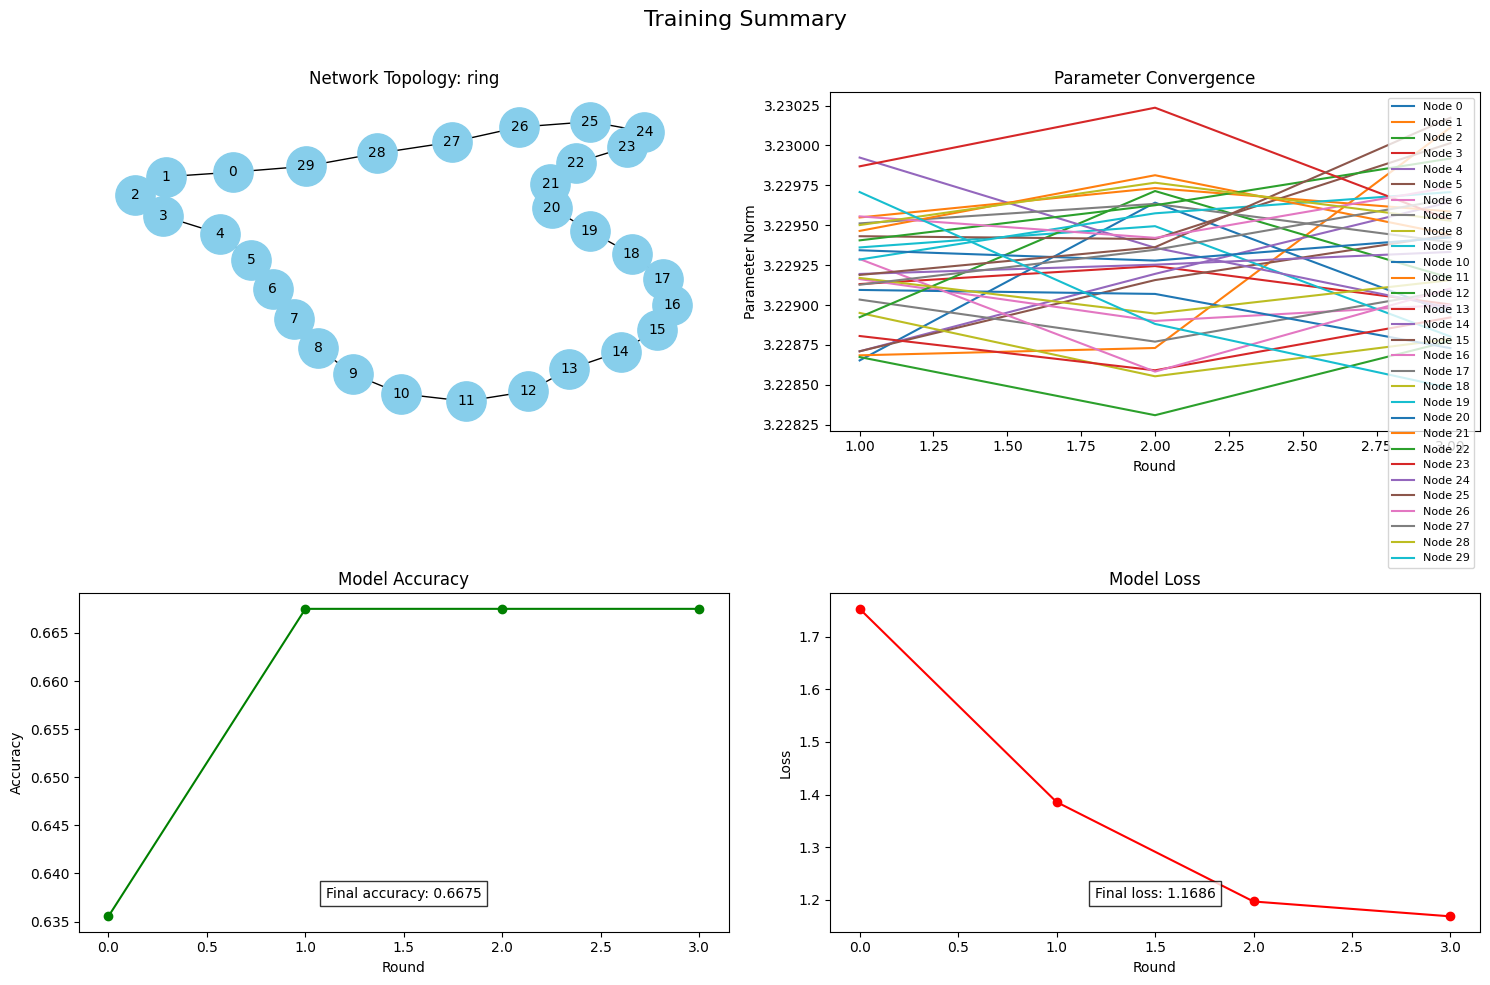 Training Summary
Network Topology: ring
26
25
24
27
23
28
22
29
0
1
21
2
20
3
19
4
18
5
17
6
16
7
15
8
14
13
9
12
10
11
Parameter Convergence
Parameter Norm
3.23025
3.23000
3.22975
3.22950
3.22925
3.22900
3.22875
3.22850
3.22825
1.00
1.25
1.50
1.75
2.00
2.25
2.50
2.75
3.00
Round
Node 0
Node 1
Node 2
Node 3
Node 4
Node 5
Node 6
Node 7
Node 8
Node 9
Node 10
Node 11
Node 12
Node 13
Node 14
Node 15
Node 16
Node 17
Node 18
Node 19
Node 20
Node 21
Node 22
Node 23
Node 24
Node 25
Node 26
Node 27
Node 28
Node 29
Model Accuracy
Accuracy
0.665
0.660
0.655
0.650
0.645
0.640
0.635
Final accuracy: 0.6675
0.0
0.5
1.0
1.5
2.0
2.5
3.0
Round
Model Loss
Loss
1.7
1.6
1.5
1.4
1.3
1.2
Final loss: 1.1686
0.0
0.5
1.0
1.5
2.0
2.5
3.0
Round